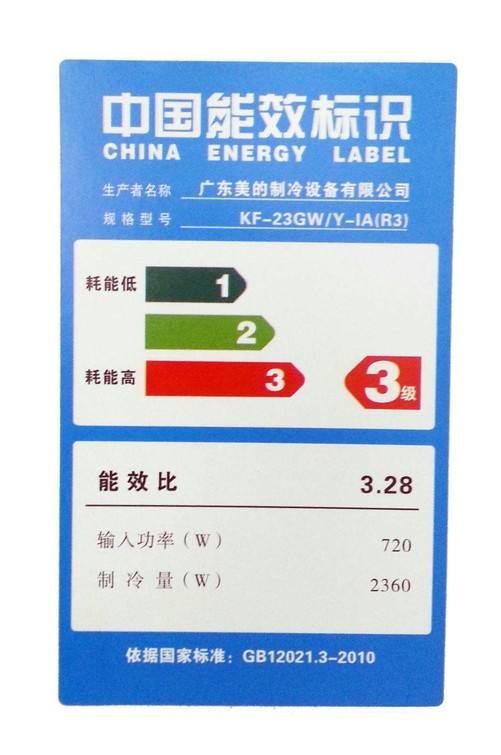 中国能效标识
CHINA ENERGY LABEL
生产者名称 广东美的制冷设备有限公司
规格型号 KF-23GW/Y-IA(R3)
耗能低 1
2
耗能高 3 3级
能效比 3.28
输入功率(W) 720
制冷量(W) 2360
依据国家标准：GB12021.3-2010